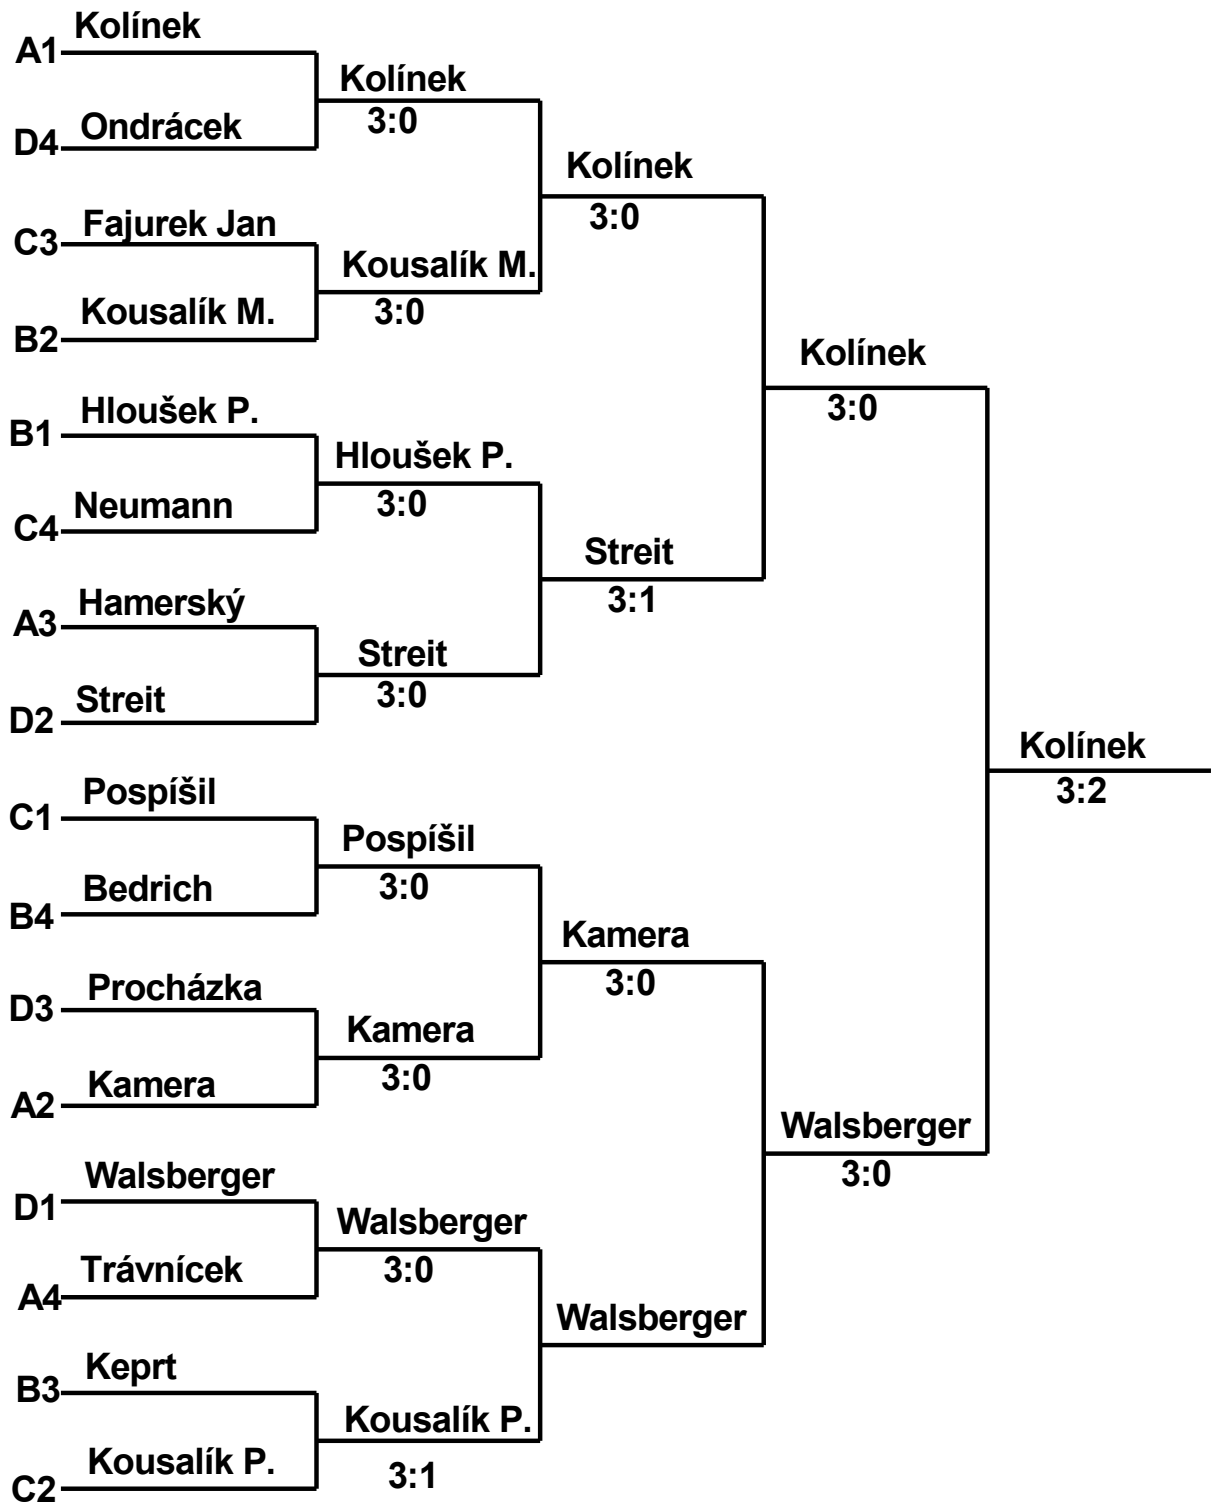 Kolínek
A1
Kolínek
3:0
Ondrácek
D4
Kolínek
3:0
Fajurek Jan
C3
Kousalík M.
3:0
Kousalík M.
B2
Kolínek
3:0
Hloušek P.
B1
Hloušek P.
3:0
Neumann
C4
Streit
3:1
Hamerský
A3
Streit
3:0
Streit
D2
Kolínek
3:2
Pospíšil
C1
Pospíšil
3:0
Bedrich
B4
Kamera
3:0
Procházka
D3
Kamera
3:0
Kamera
A2
Walsberger
3:0
Walsberger
D1
Walsberger
3:0
Trávnícek
A4
Walsberger
Keprt
B3
Kousalík P.
3:1
Kousalík P.
C2